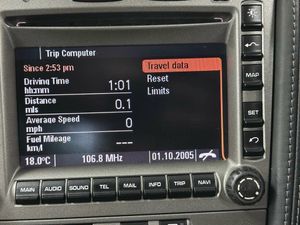 Trip Computer
Since 2:53 pm
Travel data
Driving Time
hh:mm
1:01
Reset
Distance
mls
0.1
Limits
Average Speed
mph
0
Fuel Mileage
km/l
---
18.0°C
106.8 MHz
01.10.2005
MAP
SET
MAIN
AUDIO
SOUND
TEL
MAIL
INFO
TRIP
NAVI